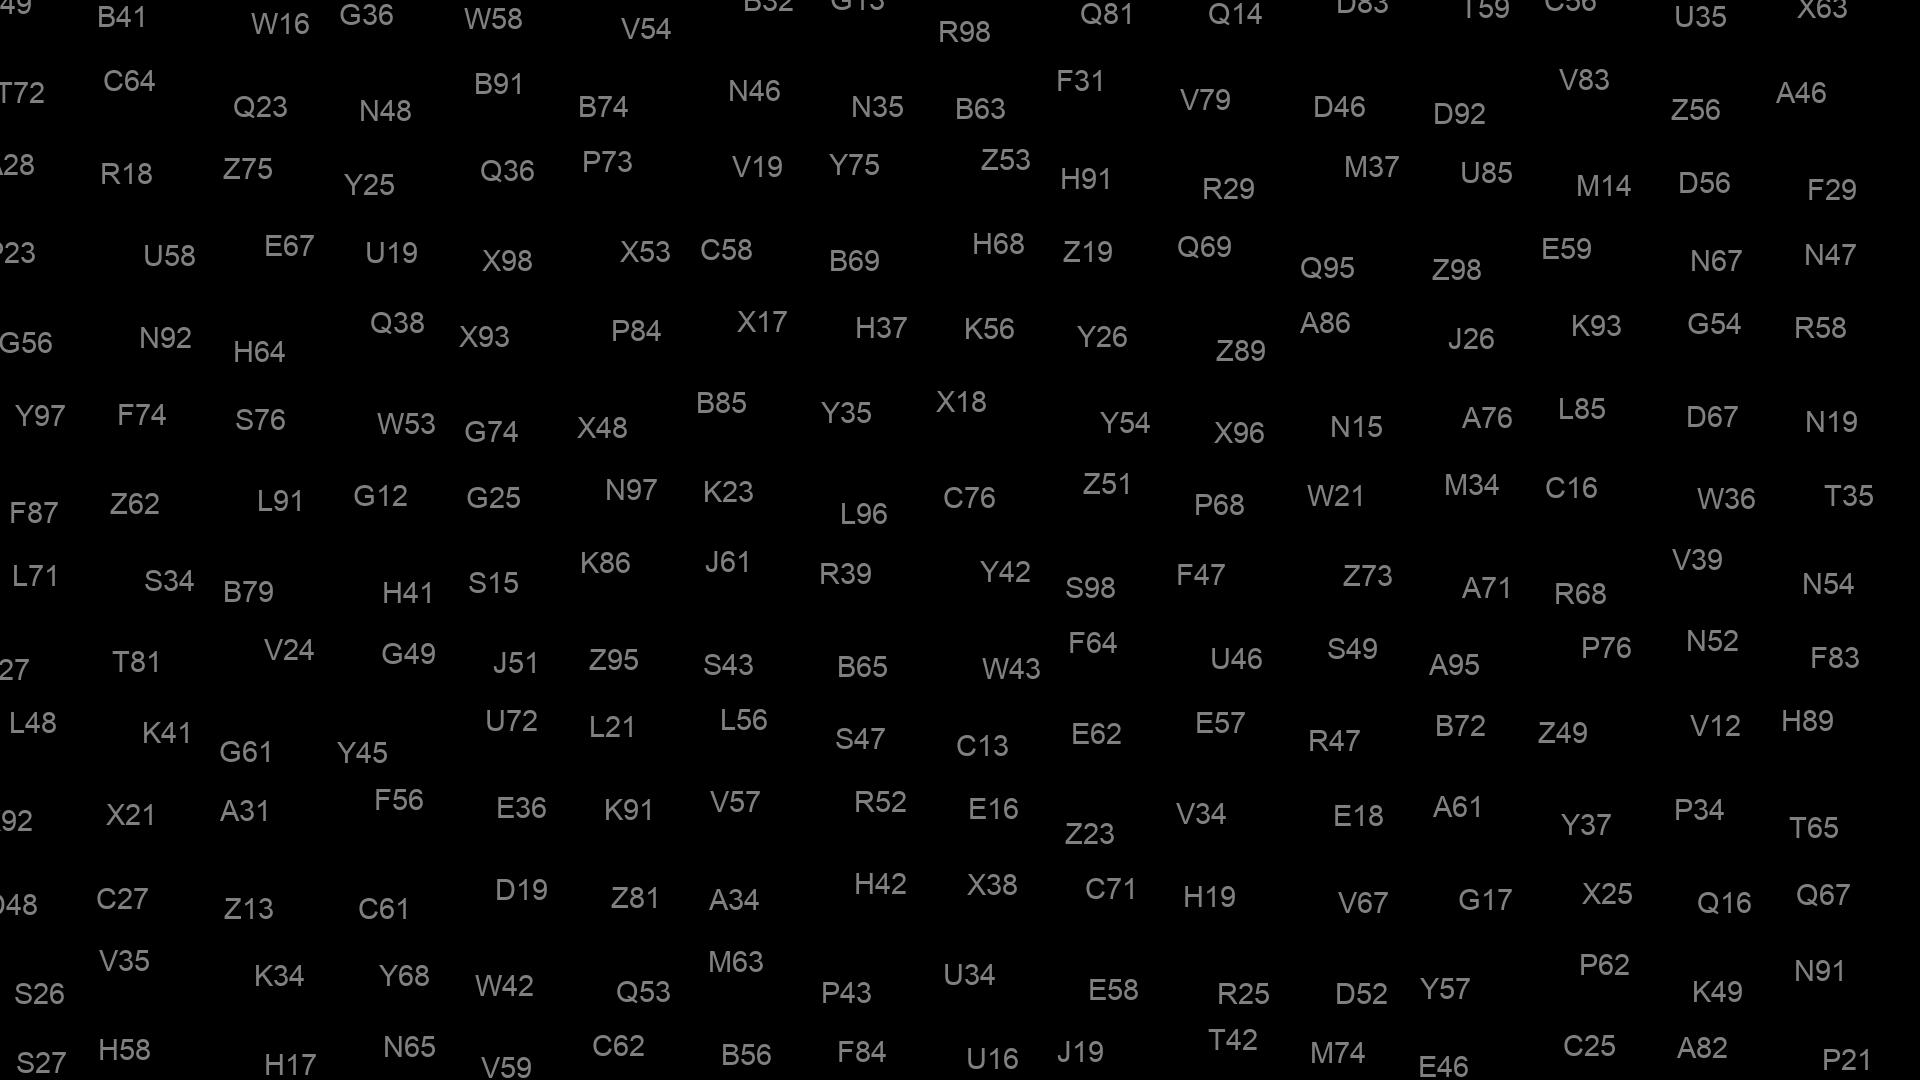 49 B41 W16 G36 W58 V54 B32 G13 R98 Q81 Q14 D83 T59 C56 U35 X63
T72 C64 Q23 N48 B91 B74 N46 N35 B63 F31 V79 D46 D92 V83 Z56 A46
28 R18 Z75 Y25 Q36 P73 V19 Y75 Z53 H91 R29 M37 U85 M14 D56 F29
P23 U58 E67 U19 X98 X53 C58 B69 H68 Z19 Q69 Q95 Z98 E59 N67 N47
G56 N92 H64 Q38 X93 P84 X17 H37 K56 Y26 Z89 A86 J26 K93 G54 R58
Y97 F74 S76 W53 G74 X48 B85 Y35 X18 Y54 X96 N15 A76 L85 D67 N19
F87 Z62 L91 G12 G25 N97 K23 L96 C76 Z51 P68 W21 M34 C16 W36 T35
L71 S34 B79 H41 S15 K86 J61 R39 Y42 S98 F47 Z73 A71 R68 V39 N54
27 T81 V24 G49 J51 Z95 S43 B65 W43 F64 U46 S49 A95 P76 N52 F83
L48 K41 G61 Y45 U72 L21 L56 S47 C13 E62 E57 R47 B72 Z49 V12 H89
92 X21 A31 F56 E36 K91 V57 R52 E16 Z23 V34 E18 A61 Y37 P34 T65
48 C27 Z13 C61 D19 Z81 A34 H42 X38 C71 H19 V67 G17 X25 Q16 Q67
S26 V35 K34 Y68 W42 Q53 M63 P43 U34 E58 R25 D52 Y57 P62 K49 N91
S27 H58 H17 N65 V59 C62 B56 F84 U16 J19 T42 M74 E46 C25 A82 P21